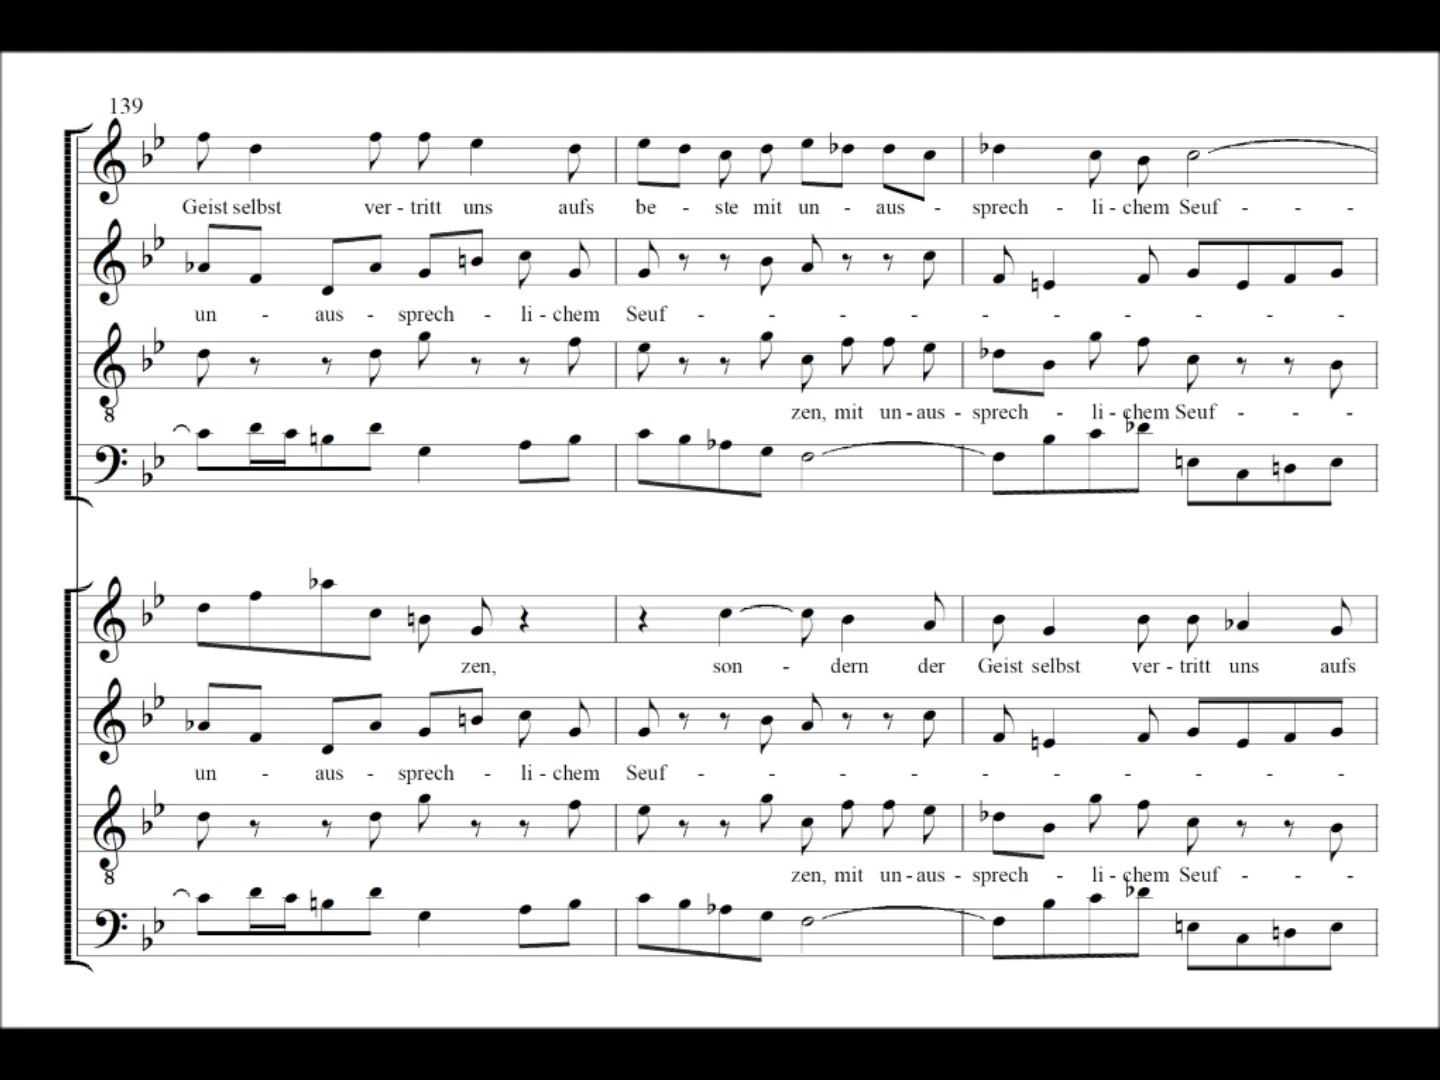 139
Geist selbst ver - tritt uns aufs be - ste mit un - aus - sprech - li - chem Seuf - - -
un - aus - sprech - li - chem Seuf - - - - - - - - - -
8
zen, mit un - aus - sprech - li - chem Seuf - - -
zen, son - dern der Geist selbst ver - tritt uns aufs
un - aus - sprech - li - chem Seuf - - - - - - - - - -
8
zen, mit un - aus - sprech - li - chem Seuf - - -